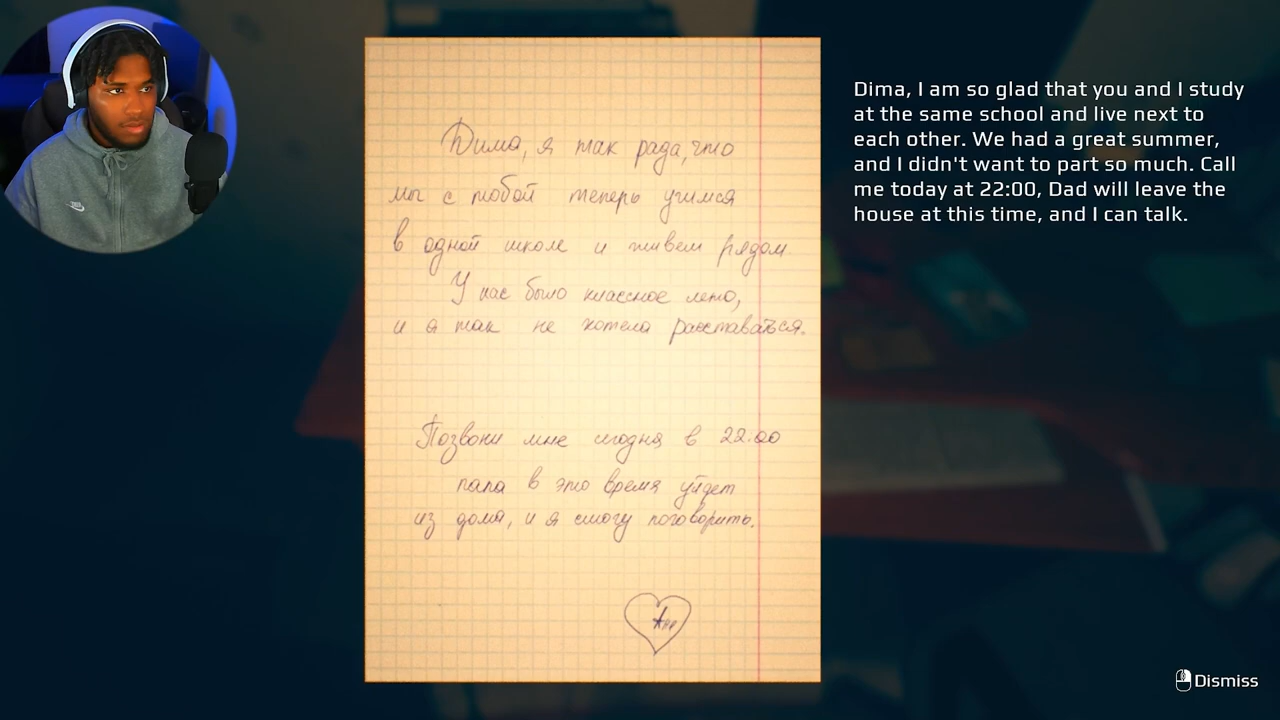 Дима, я так рада, что
мы с тобой теперь учимся
в одной школе и живем рядом.
У нас было классное лето,
и я так не хотела расставаться.
Позвони мне сегодня в 22:00
папа в это время уйдет
из дома, и я смогу поговорить.
Аня
Dima, I am so glad that you and I study
at the same school and live next to
each other. We had a great summer,
and I didn't want to part so much. Call
me today at 22:00, Dad will leave the
house at this time, and I can talk.
Dismiss